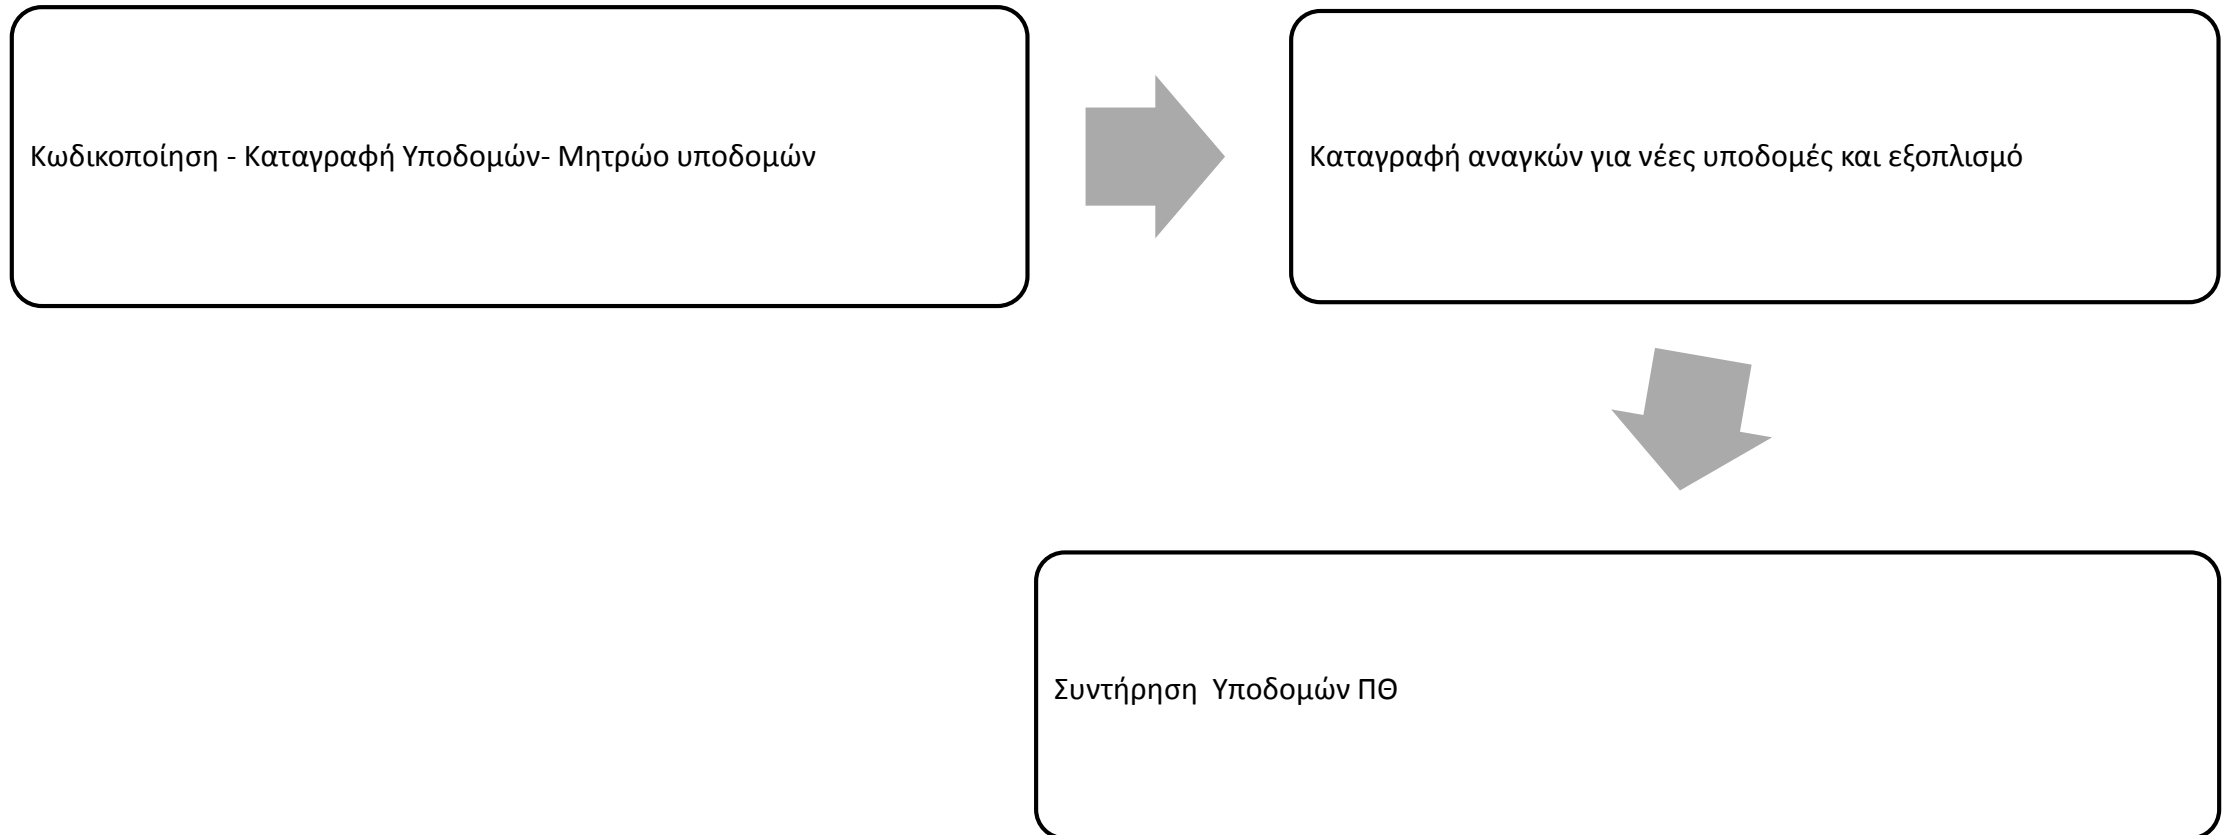 Κωδικοποίηση - Καταγραφή Υποδομών- Μητρώο υποδομών
Καταγραφή αναγκών για νέες υποδομές και εξοπλισμό
Συντήρηση  Υποδομών ΠΘ